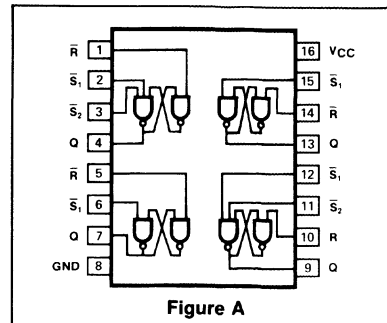 R̅ 1
16 VCC
S̅₁ 2
15 S̅₁
S̅₂ 3
14 R̅
Q 4
13 Q
R̅ 5
12 S̅₁
S̅₁ 6
11 S̅₂
Q 7
10 R
GND 8
9 Q
Figure A